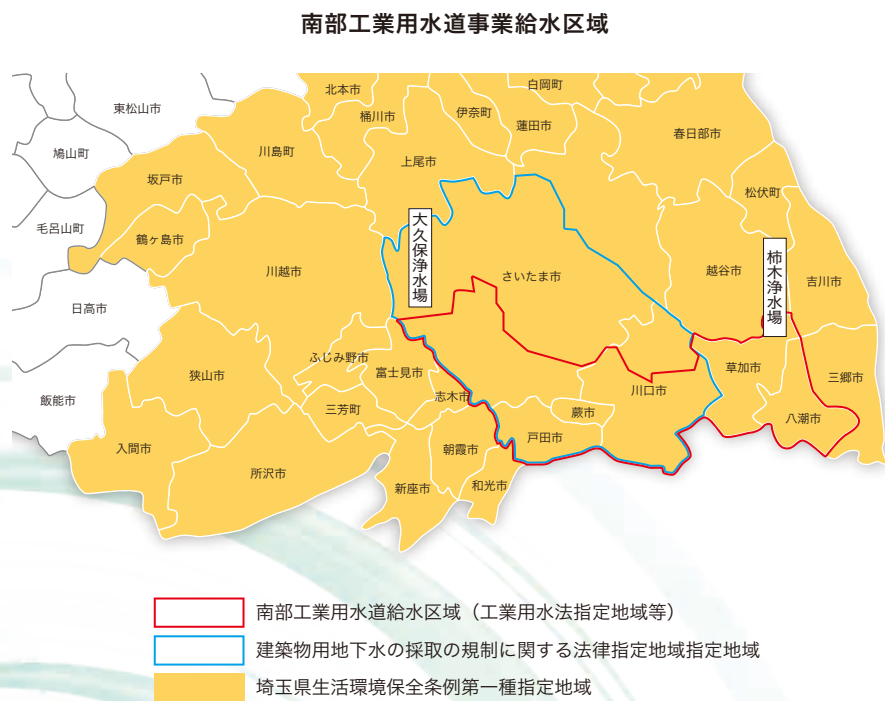 南部工業用水道事業給水区域
白岡町
北本市
東松山市
桶川市
伊奈町
蓮田市
春日部市
鳩山町
川島町
上尾市
坂戸市
松伏町
毛呂山町
鶴ヶ島市
大久保浄水場
柿木浄水場
川越市
さいたま市
越谷市
吉川市
日高市
ふじみ野市
富士見市
草加市
狭山市
三郷市
川口市
志木市
飯能市
三芳町
蕨市
八潮市
戸田市
入間市
朝霞市
所沢市
新座市
和光市
南部工業用水道給水区域（工業用水法指定地域等）
建築物用地下水の採取の規制に関する法律指定地域指定地域
埼玉県生活環境保全条例第一種指定地域